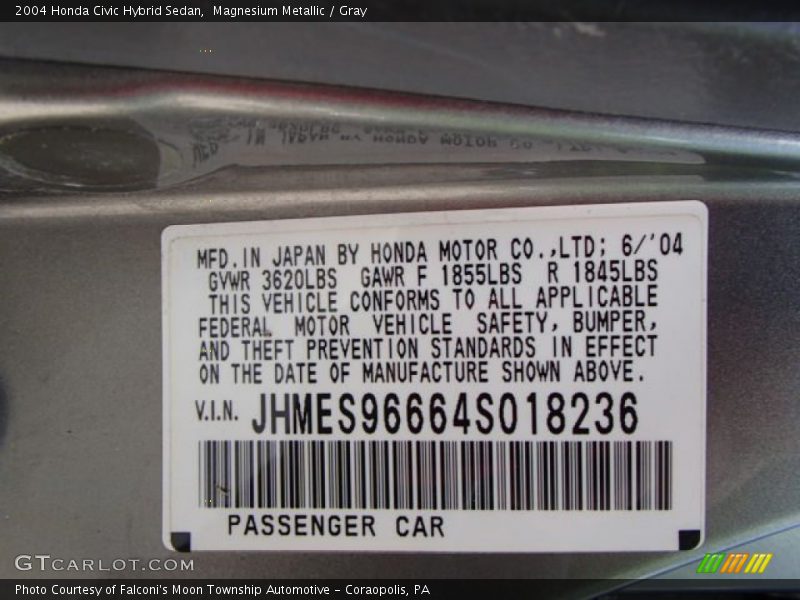 2004 Honda Civic Hybrid Sedan,  Magnesium Metallic / Gray
MFD.IN JAPAN BY HONDA MOTOR CO.,LTD; 6/'04
GVWR 3620LBS GAWR F 1855LBS R 1845LBS
THIS VEHICLE CONFORMS TO ALL APPLICABLE
FEDERAL MOTOR VEHICLE SAFETY, BUMPER,
AND THEFT PREVENTION STANDARDS IN EFFECT
ON THE DATE OF MANUFACTURE SHOWN ABOVE.
V.I.N. JHMES96664S018236
PASSENGER CAR
GTCARLOT.COM
Photo Courtesy of Falconi's Moon Township Automotive - Coraopolis, PA